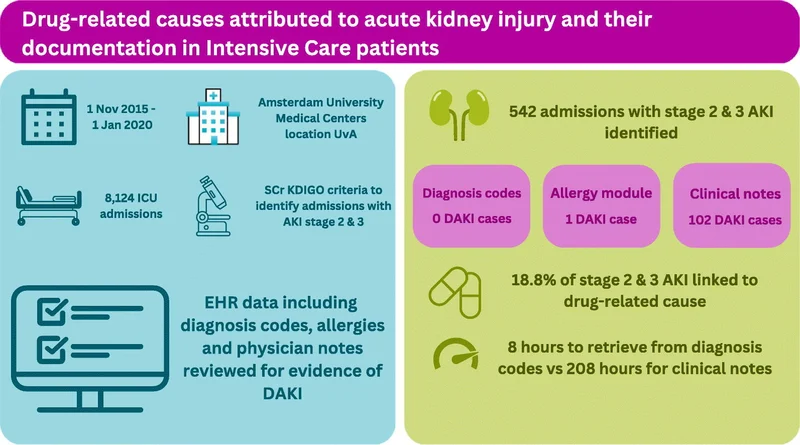 Drug-related causes attributed to acute kidney injury and their
documentation in Intensive Care patients
1 Nov 2015 -
1 Jan 2020
Amsterdam University
Medical Centers
location UvA
8,124 ICU
admissions
SCr KDIGO criteria to
identify admissions with
AKI stage 2 & 3
EHR data including
diagnosis codes, allergies
and physician notes
reviewed for evidence of
DAKI
542 admissions with stage 2 & 3 AKI
identified
Diagnosis codes
0 DAKI cases
Allergy module
1 DAKI case
Clinical notes
102 DAKI cases
18.8% of stage 2 & 3 AKI linked to
drug-related cause
8 hours to retrieve from diagnosis
codes vs 208 hours for clinical notes